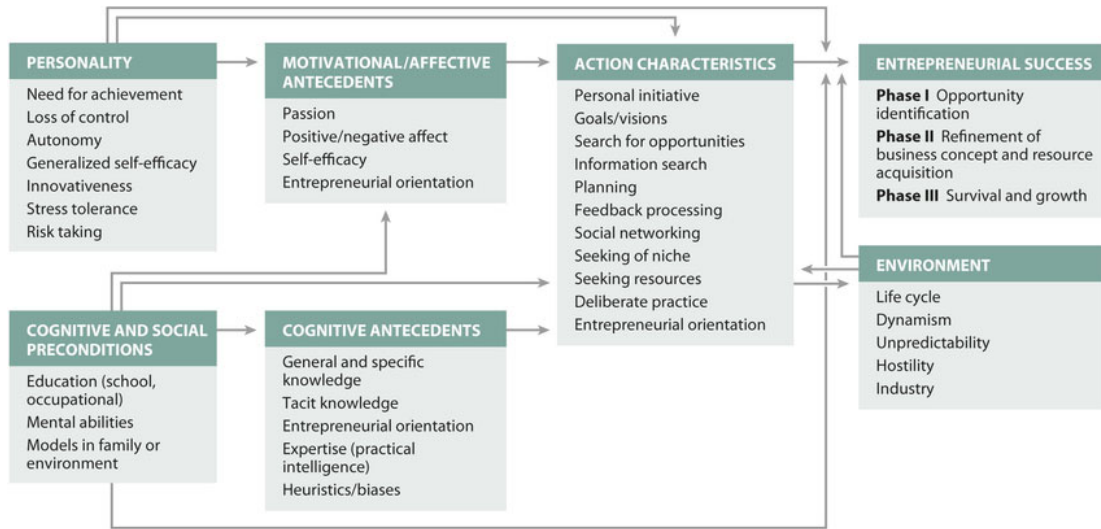 PERSONALITY
Need for achievement
Loss of control
Autonomy
Generalized self-efficacy
Innovativeness
Stress tolerance
Risk taking
MOTIVATIONAL/AFFECTIVE
ANTECEDENTS
Passion
Positive/negative affect
Self-efficacy
Entrepreneurial orientation
ACTION CHARACTERISTICS
Personal initiative
Goals/visions
Search for opportunities
Information search
Planning
Feedback processing
Social networking
Seeking of niche
Seeking resources
Deliberate practice
Entrepreneurial orientation
ENTREPRENEURIAL SUCCESS
Phase I Opportunity
identification
Phase II Refinement of
business concept and resource
acquisition
Phase III Survival and growth
ENVIRONMENT
Life cycle
Dynamism
Unpredictability
Hostility
Industry
COGNITIVE AND SOCIAL
PRECONDITIONS
Education (school,
occupational)
Mental abilities
Models in family or
environment
COGNITIVE ANTECEDENTS
General and specific
knowledge
Tacit knowledge
Entrepreneurial orientation
Expertise (practical
intelligence)
Heuristics/biases